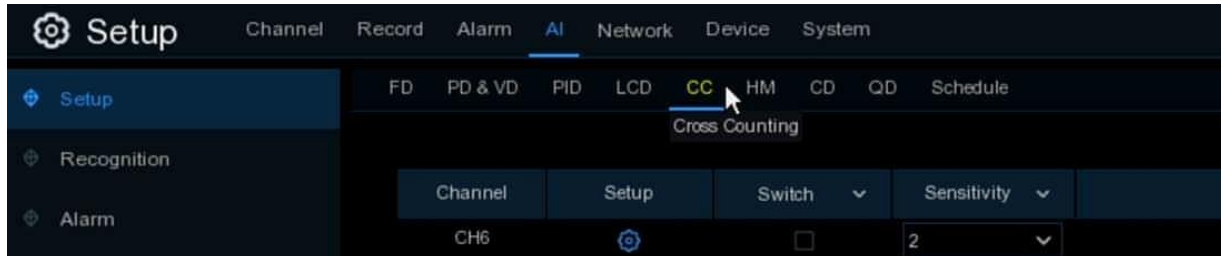 Setup Channel Record Alarm AI Network Device System
Setup FD PD & VD PID LCD CC HM CD QD Schedule
Cross Counting
Recognition
Channel Setup Switch Sensitivity
Alarm
CH6 2